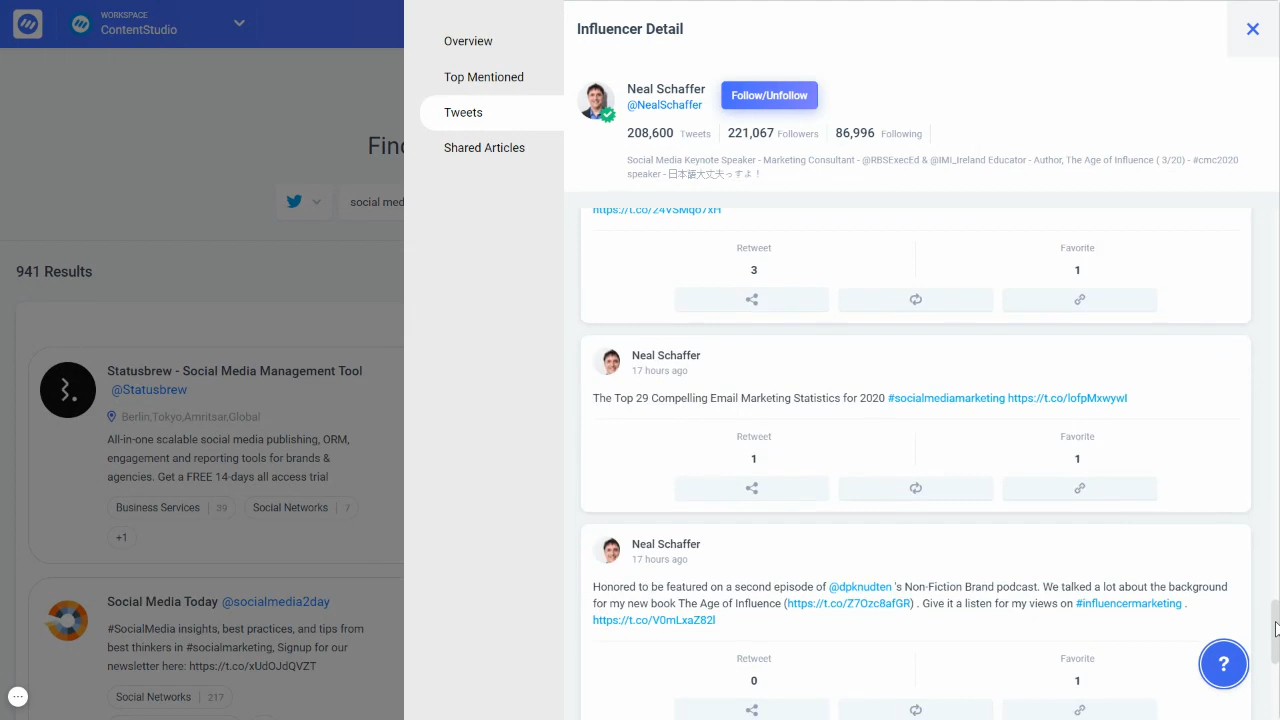 WORKSPACE
ContentStudio
Find
social med
941 Results
Statusbrew - Social Media Management Tool
@Statusbrew
Berlin,Tokyo,Amritsar,Global
All-in-one scalable social media publishing, ORM,
engagement and reporting tools for brands &
agencies. Get a FREE 14-days all access trial
Business Services 39 Social Networks 7
+1
Social Media Today @socialmedia2day
#SocialMedia insights, best practices, and tips from
best thinkers in #socialmarketing, Signup for our
newsletter here: https://t.co/xUdOJdQVZT
Social Networks 217
Overview
Top Mentioned
Tweets
Shared Articles
Influencer Detail
Neal Schaffer
@NealSchaffer
Follow/Unfollow
208,600 Tweets 221,067 Followers 86,996 Following
Social Media Keynote Speaker - Marketing Consultant - @RBSExecEd & @IMI_Ireland Educator - Author, The Age of Influence ( 3/20) - #cmc2020
speaker - 日本語大丈夫っすよ！
https://t.co/24VSMqo7xH
Retweet Favorite
3 1
Neal Schaffer
17 hours ago
The Top 29 Compelling Email Marketing Statistics for 2020 #socialmediamarketing https://t.co/lofpMxwywI
Retweet Favorite
1 1
Neal Schaffer
17 hours ago
Honored to be featured on a second episode of @dpknudten 's Non-Fiction Brand podcast. We talked a lot about the background
for my new book The Age of Influence (https://t.co/Z7Ozc8afGR) . Give it a listen for my views on #influencermarketing .
https://t.co/V0mLxaZ82l
Retweet Favorite
0 1
?